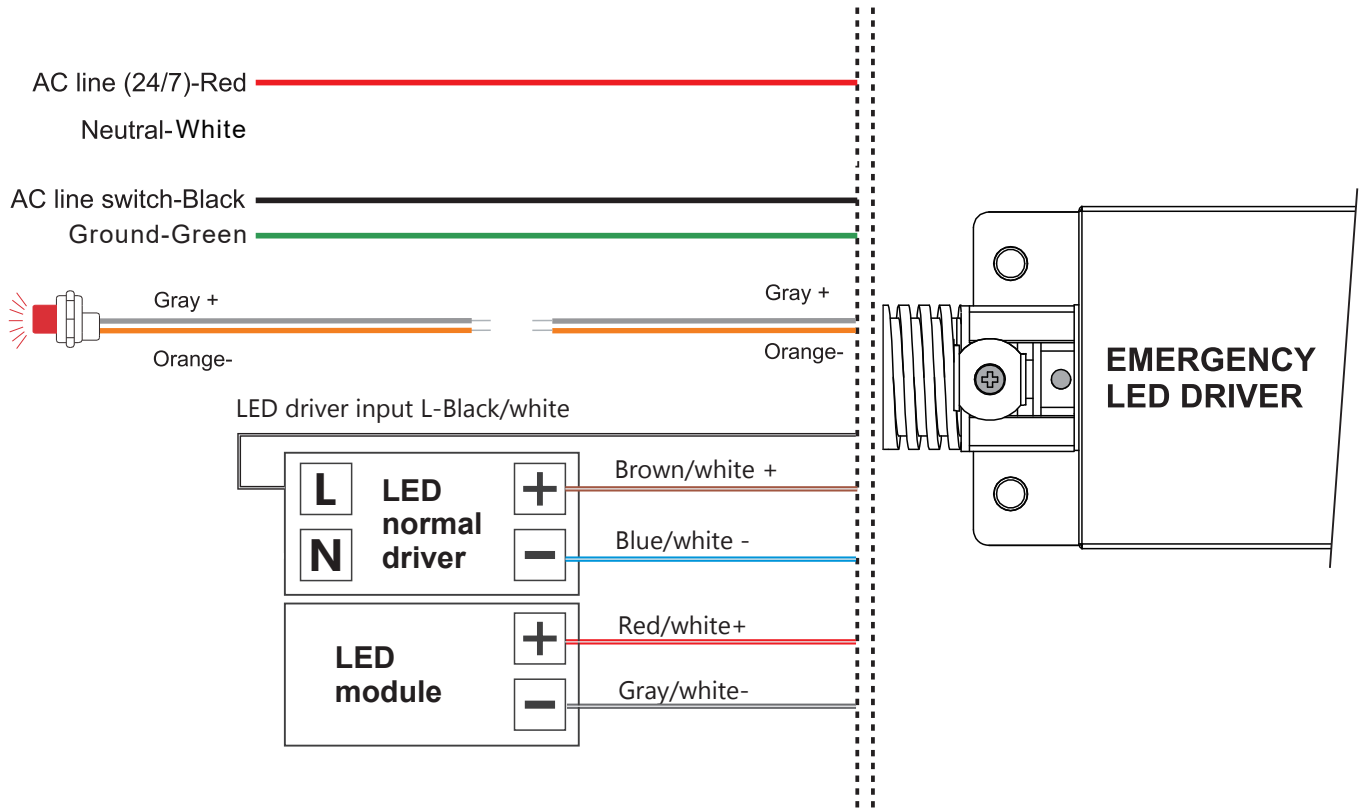 AC line (24/7)-Red
Neutral-White
AC line switch-Black
Ground-Green
Gray +
Orange-
Gray +
Orange-
EMERGENCY
LED DRIVER
LED driver input L-Black/white
L
N
LED
normal
driver
+
−
Brown/white +
Blue/white -
LED
module
+
−
Red/white+
Gray/white-